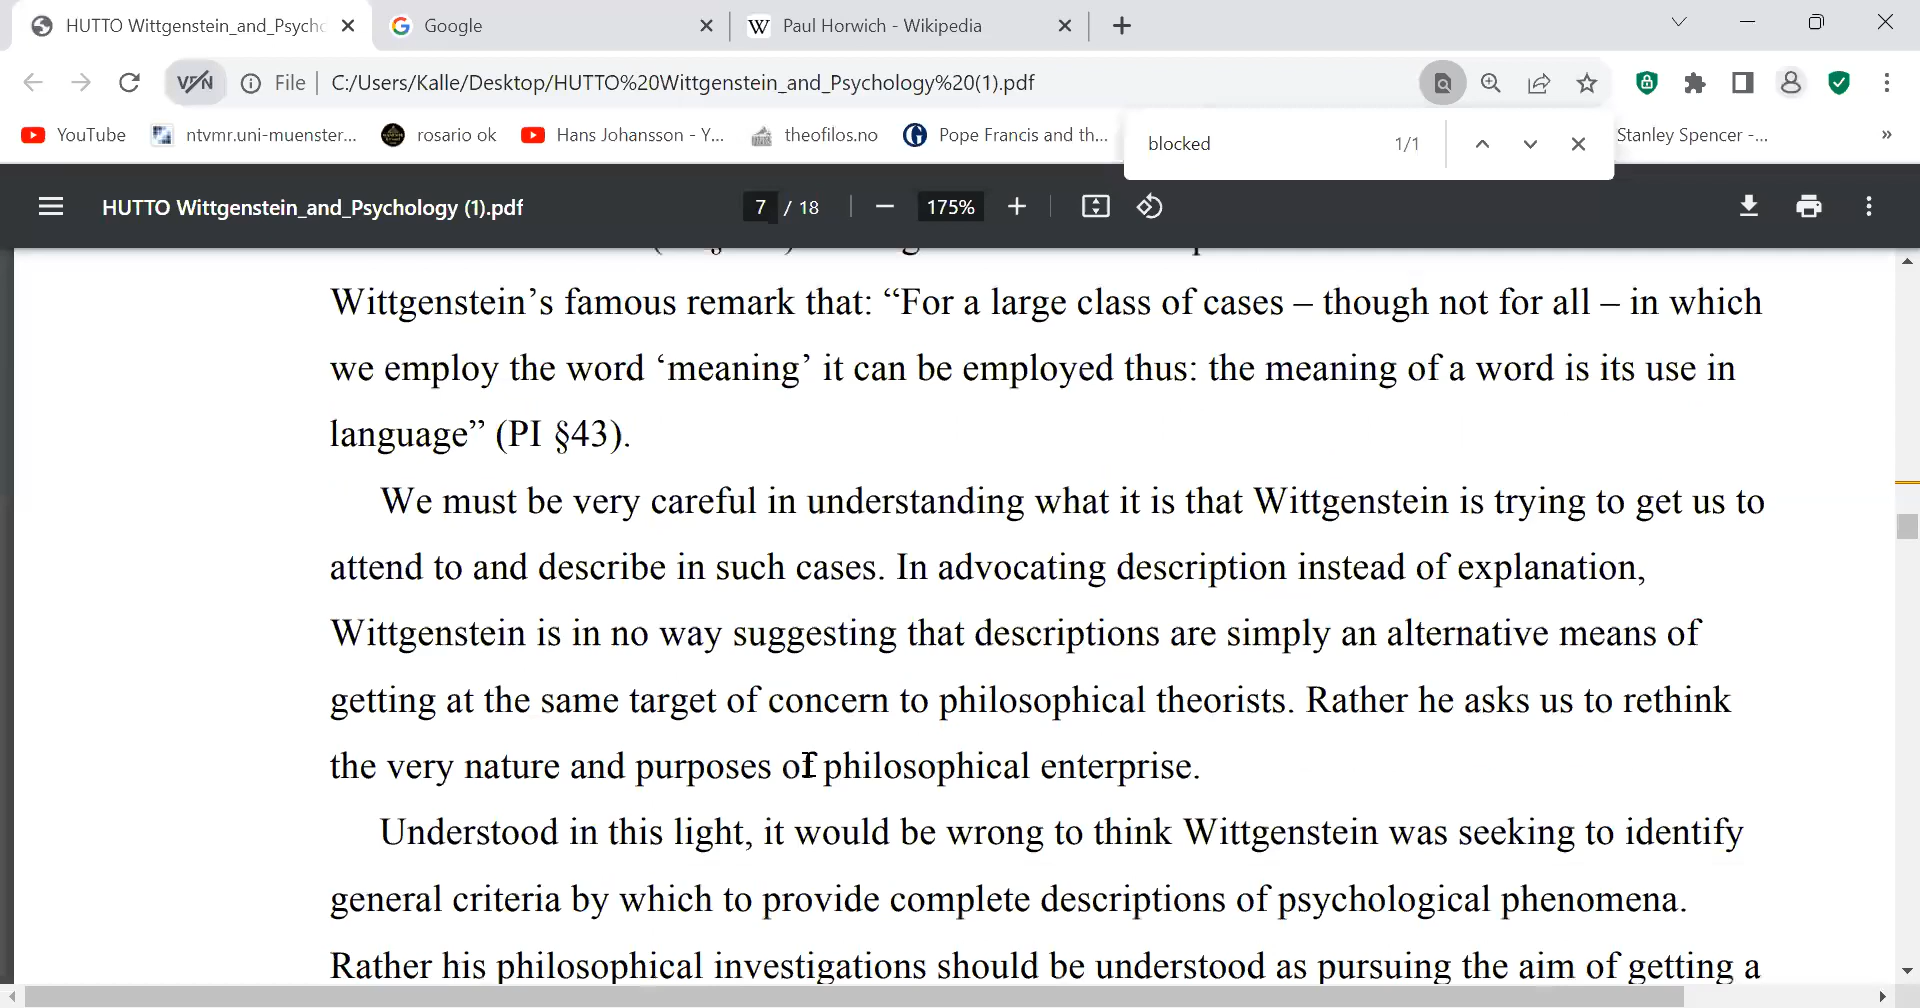 HUTTO Wittgenstein_and_Psycho
Google
Paul Horwich - Wikipedia
VPN
File
C:/Users/Kalle/Desktop/HUTTO%20Wittgenstein_and_Psychology%20(1).pdf
YouTube
ntvmr.uni-muenster...
rosario ok
Hans Johansson - Y...
theofilos.no
Pope Francis and th...
blocked
1/1
Stanley Spencer -...
»
HUTTO Wittgenstein_and_Psychology (1).pdf
7 / 18
175%
Wittgenstein’s famous remark that: “For a large class of cases – though not for all – in which
we employ the word ‘meaning’ it can be employed thus: the meaning of a word is its use in
language” (PI §43).
We must be very careful in understanding what it is that Wittgenstein is trying to get us to
attend to and describe in such cases. In advocating description instead of explanation,
Wittgenstein is in no way suggesting that descriptions are simply an alternative means of
getting at the same target of concern to philosophical theorists. Rather he asks us to rethink
the very nature and purposes of philosophical enterprise.
Understood in this light, it would be wrong to think Wittgenstein was seeking to identify
general criteria by which to provide complete descriptions of psychological phenomena.
Rather his philosophical investigations should be understood as pursuing the aim of getting a